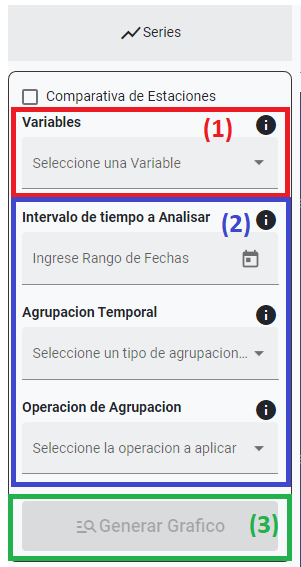 Series
Comparativa de Estaciones
Variables (1)
Seleccione una Variable
Intervalo de tiempo a Analisar (2)
Ingrese Rango de Fechas
Agrupacion Temporal
Seleccione un tipo de agrupacion...
Operacion de Agrupacion
Seleccione la operacion a aplicar
Generar Grafico (3)